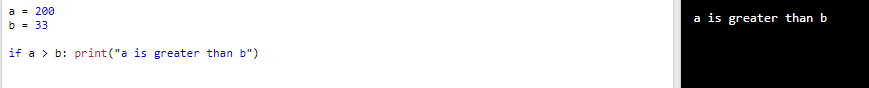 a = 200
b = 33
if a > b: print("a is greater than b")
a is greater than b